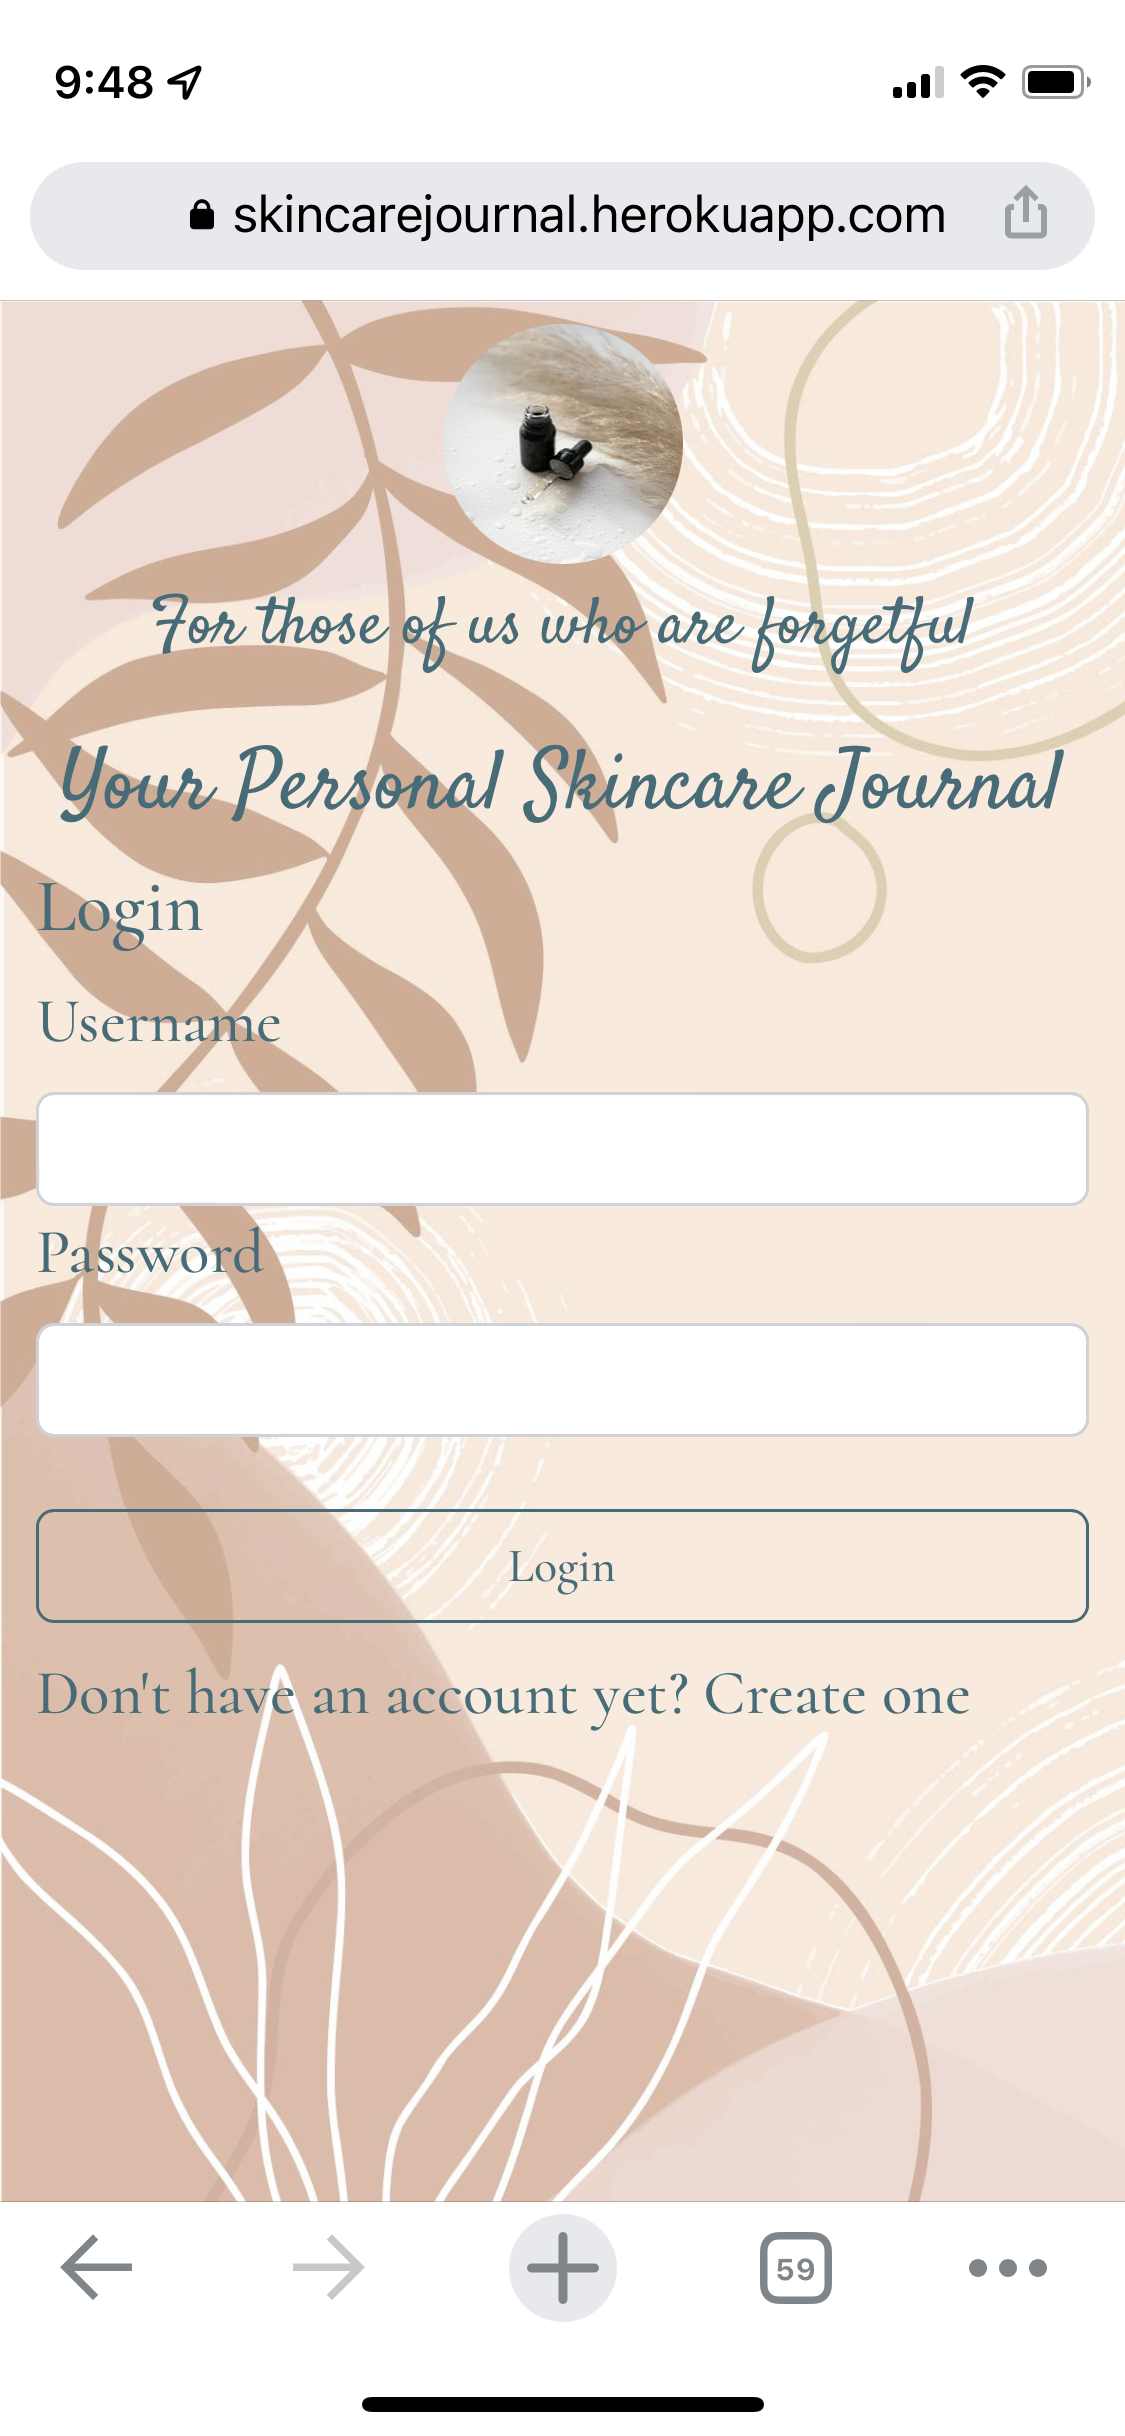 9:48
skincarejournal.herokuapp.com
For those of us who are forgetful
Your Personal Skincare Journal
Login
Username
Password
Login
Don't have an account yet? Create one
59